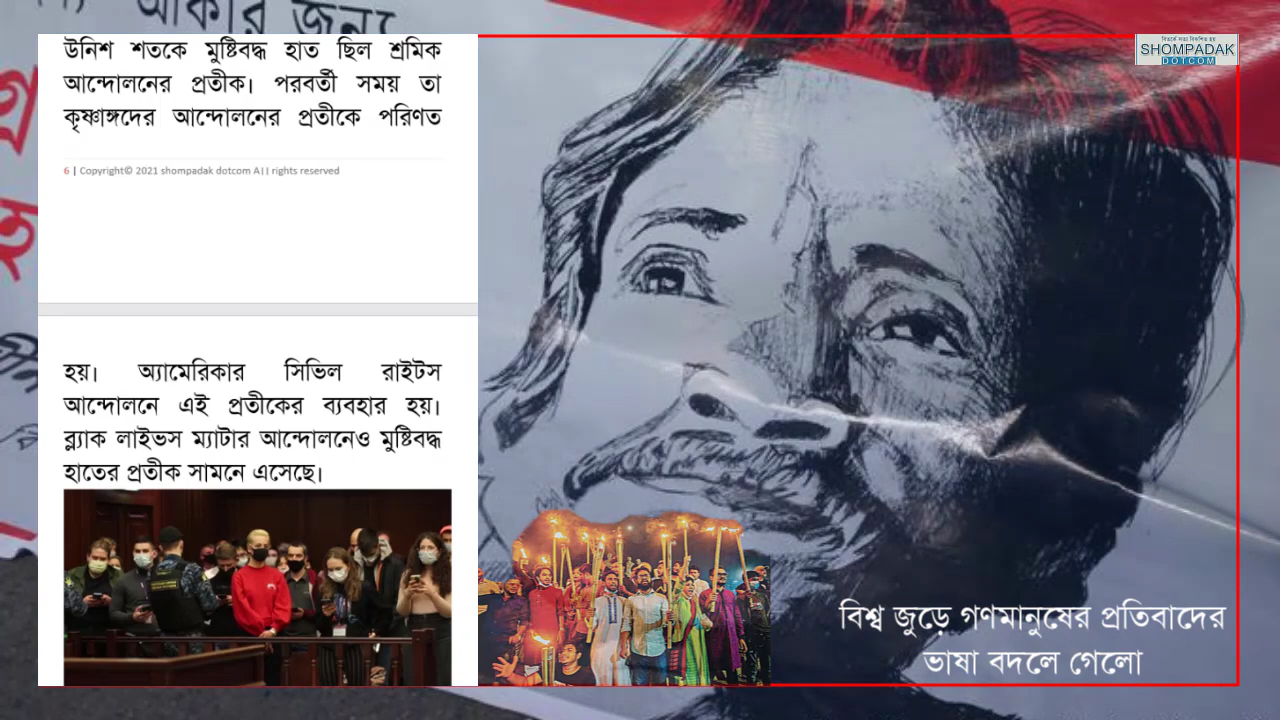 আকার জন্য
উনিশ শতকে মুষ্টিবদ্ধ হাত ছিল শ্রমিক
আন্দোলনের প্রতীক। পরবর্তী সময় তা
কৃষ্ণাঙ্গদের আন্দোলনের প্রতীকে পরিণত
6 | Copyright© 2021 shompadak dotcom All rights reserved
হয়। অ্যামেরিকার সিভিল রাইটস
আন্দোলনে এই প্রতীকের ব্যবহার হয়।
ব্ল্যাক লাইভস ম্যাটার আন্দোলনেও মুষ্টিবদ্ধ
হাতের প্রতীক সামনে এসেছে।
SHOMPADAK
DOTCOM
বিশ্ব জুড়ে গণমানুষের প্রতিবাদের
ভাষা বদলে গেলো